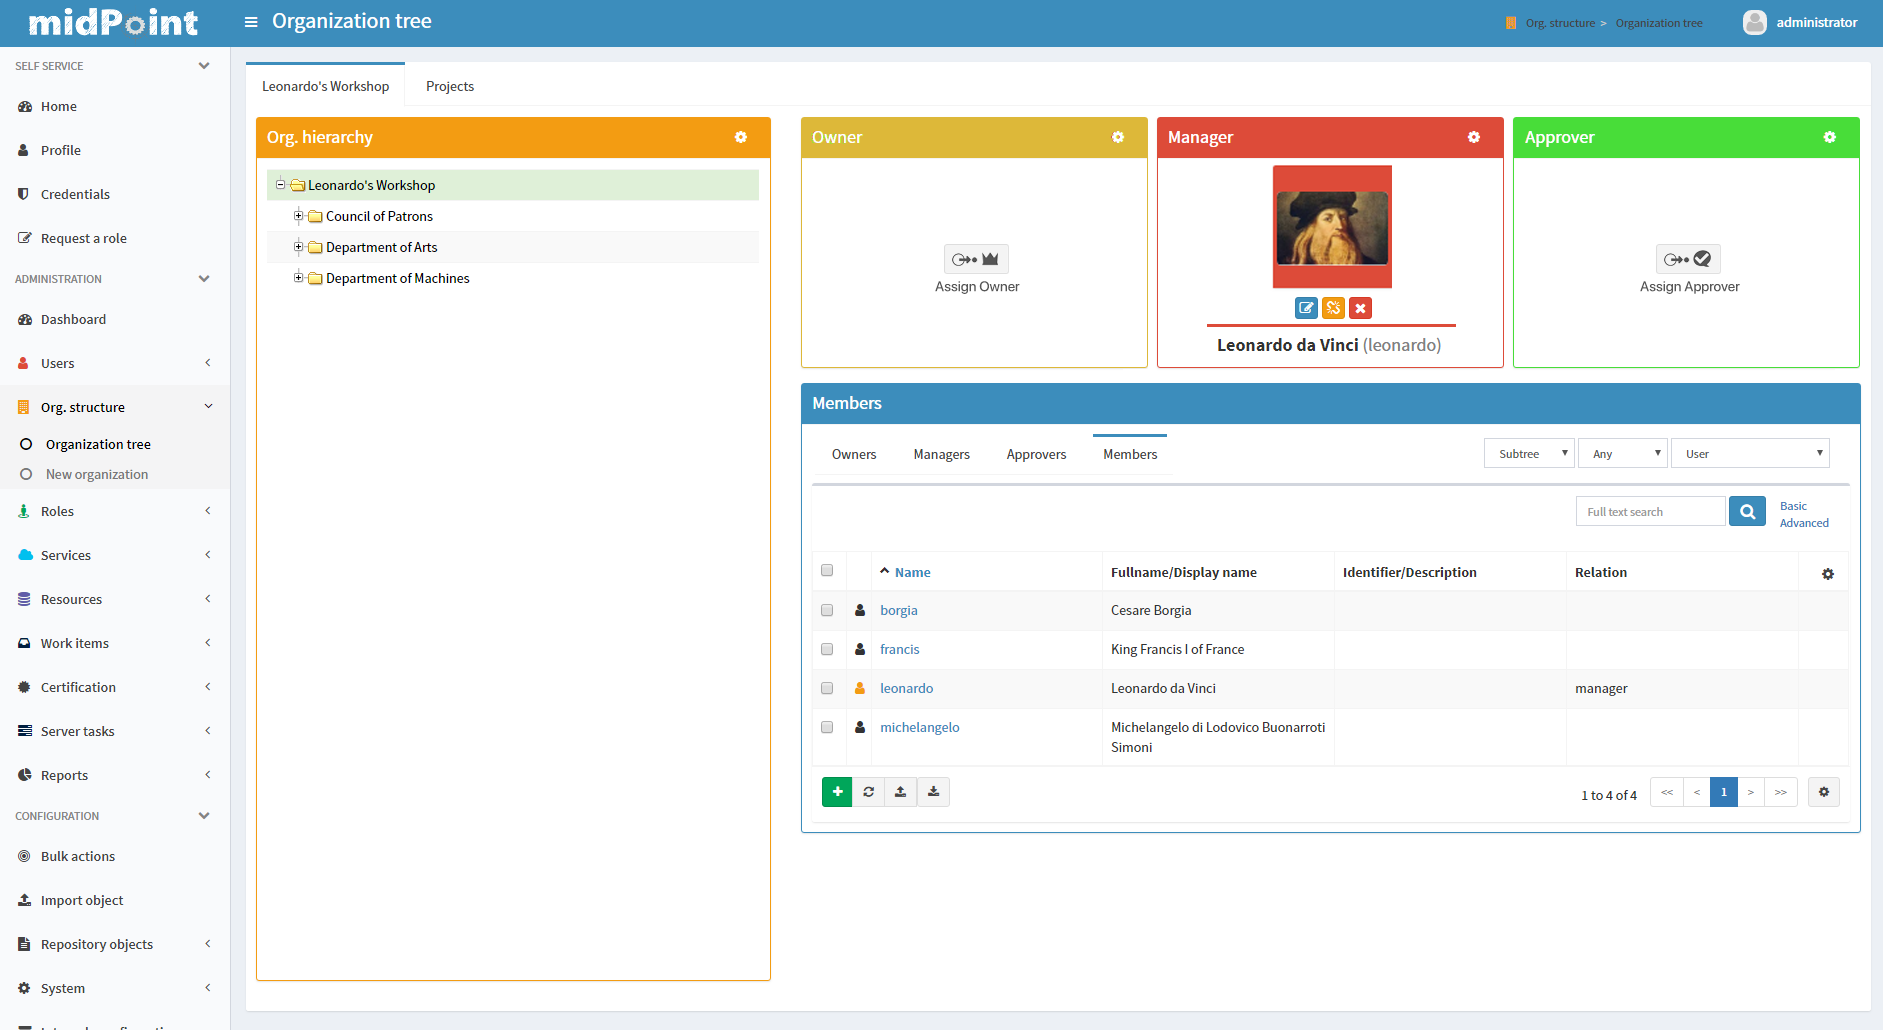 midPoint
Organization tree
Org. structure > Organization tree
administrator
SELF SERVICE
Home
Profile
Credentials
Request a role
ADMINISTRATION
Dashboard
Users
Org. structure
Organization tree
New organization
Roles
Services
Resources
Work items
Certification
Server tasks
Reports
CONFIGURATION
Bulk actions
Import object
Repository objects
System
Leonardo's Workshop
Projects
Org. hierarchy
Leonardo's Workshop
Council of Patrons
Department of Arts
Department of Machines
Owner
Assign Owner
Manager
Leonardo da Vinci (leonardo)
Approver
Assign Approver
Members
Owners Managers Approvers Members
Subtree Any User
Full text search
Basic
Advanced
Name Fullname/Display name Identifier/Description Relation
borgia Cesare Borgia
francis King Francis I of France
leonardo Leonardo da Vinci manager
michelangelo Michelangelo di Lodovico Buonarroti
Simoni
1 to 4 of 4 << < 1 > >>